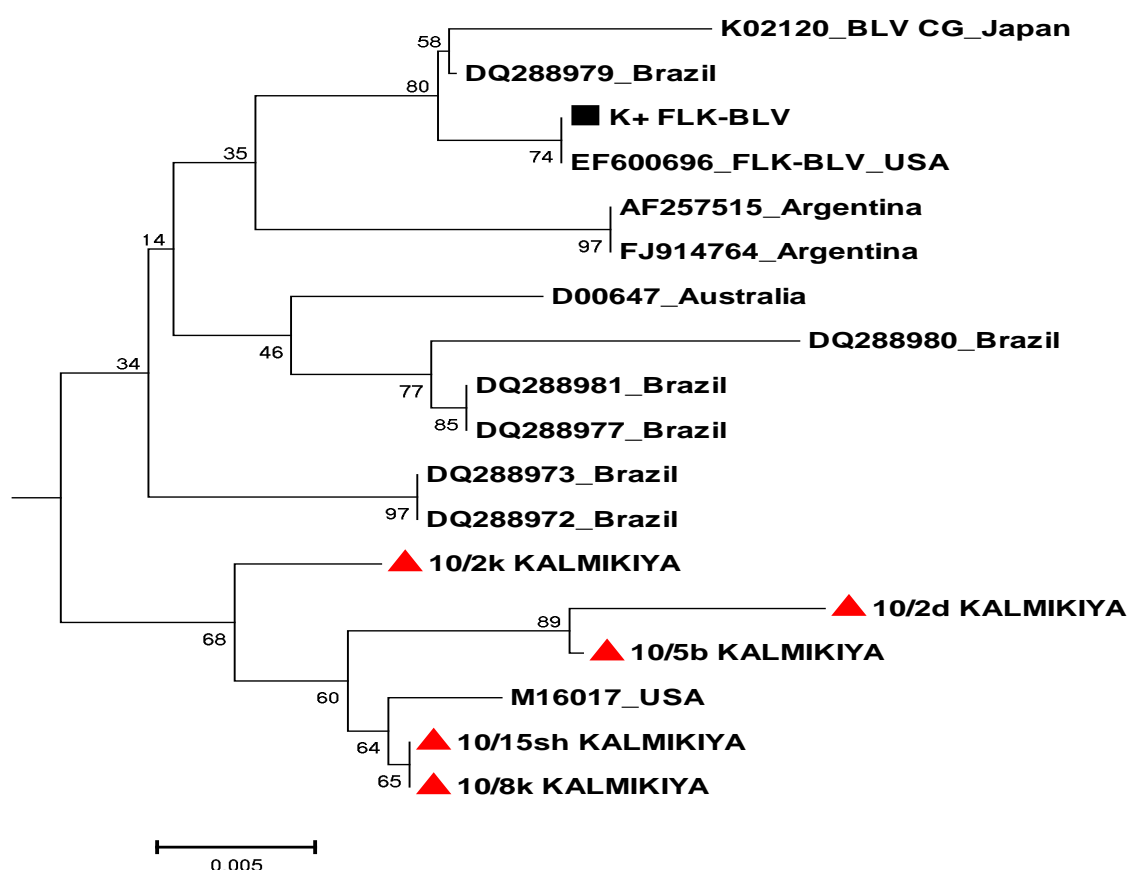 K02120_BLV CG_Japan
58
DQ288979_Brazil
80
K+ FLK-BLV
74
EF600696_FLK-BLV_USA
35
AF257515_Argentina
97
FJ914764_Argentina
14
D00647_Australia
46
DQ288980_Brazil
77
DQ288981_Brazil
85
DQ288977_Brazil
34
DQ288973_Brazil
97
DQ288972_Brazil
10/2k KALMIKIYA
68
10/2d KALMIKIYA
89
10/5b KALMIKIYA
60
M16017_USA
64
10/15sh KALMIKIYA
65
10/8k KALMIKIYA
0.005